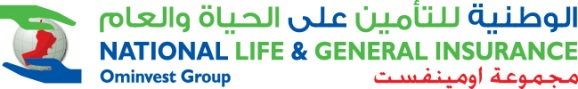 الوطنية للتأمين على الحياة والعام
NATIONAL LIFE & GENERAL INSURANCE
Ominvest Group مجموعة اومينفست